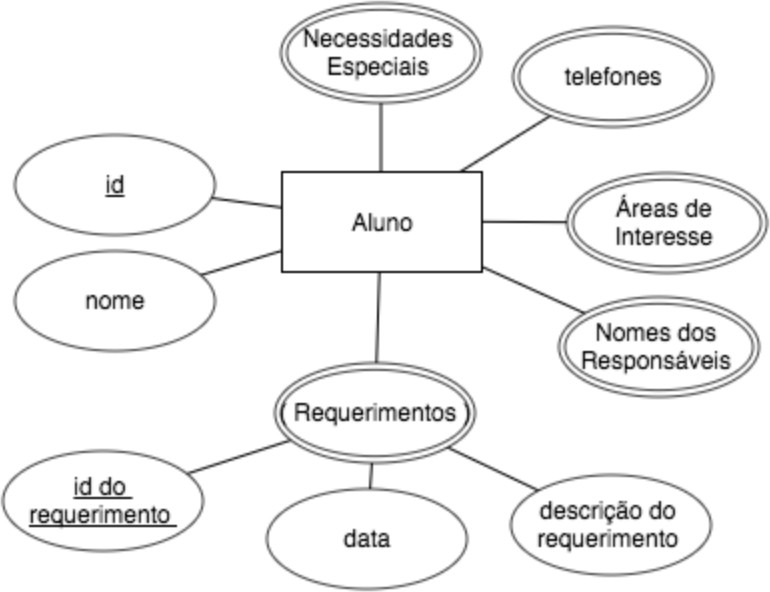 Necessidades
Especiais
telefones
id
Aluno
Áreas de
Interesse
nome
Nomes dos
Responsáveis
( Requerimentos )
id do
requerimento
data
descrição do
requerimento